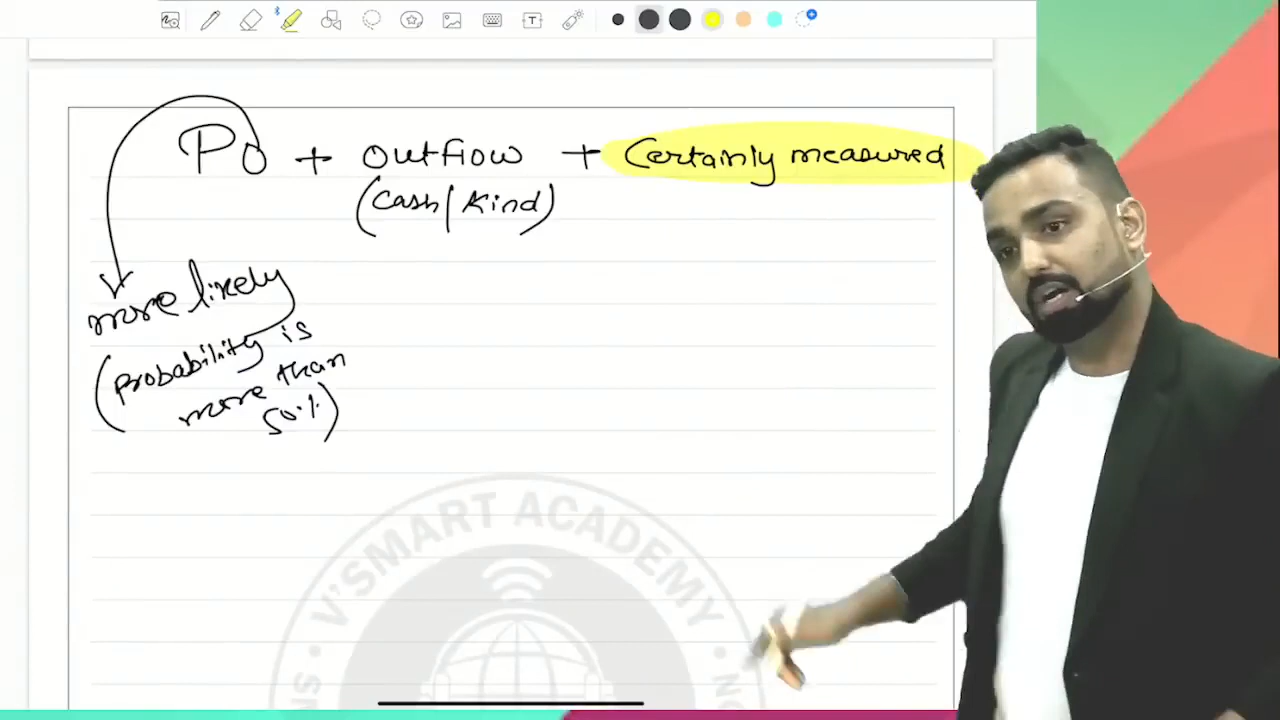 PO + outflow + Certainly measured
(Cash/Kind)
more likely
(probability is
more than
50%)
V'SMART ACADEMY